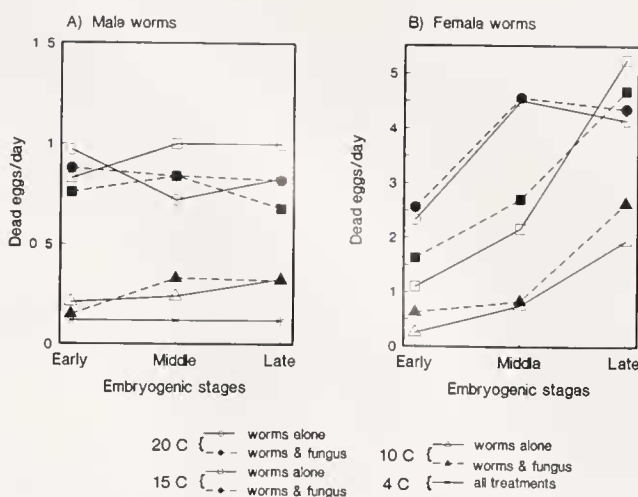 A) Male worms
B) Female worms
1 5
1
0 5
0
Dead eggs/day
Early
Middle
Late
Embryogenic stages
5
4
3
2
1
0
Dead eggs/day
Early
Middla
Late
Embryogenic stagas
20 C { worms alone
worms & fungus
15 C { worms alone
worms & fungus
10 C { worms alone
worms & fungus
4 C { all treatments